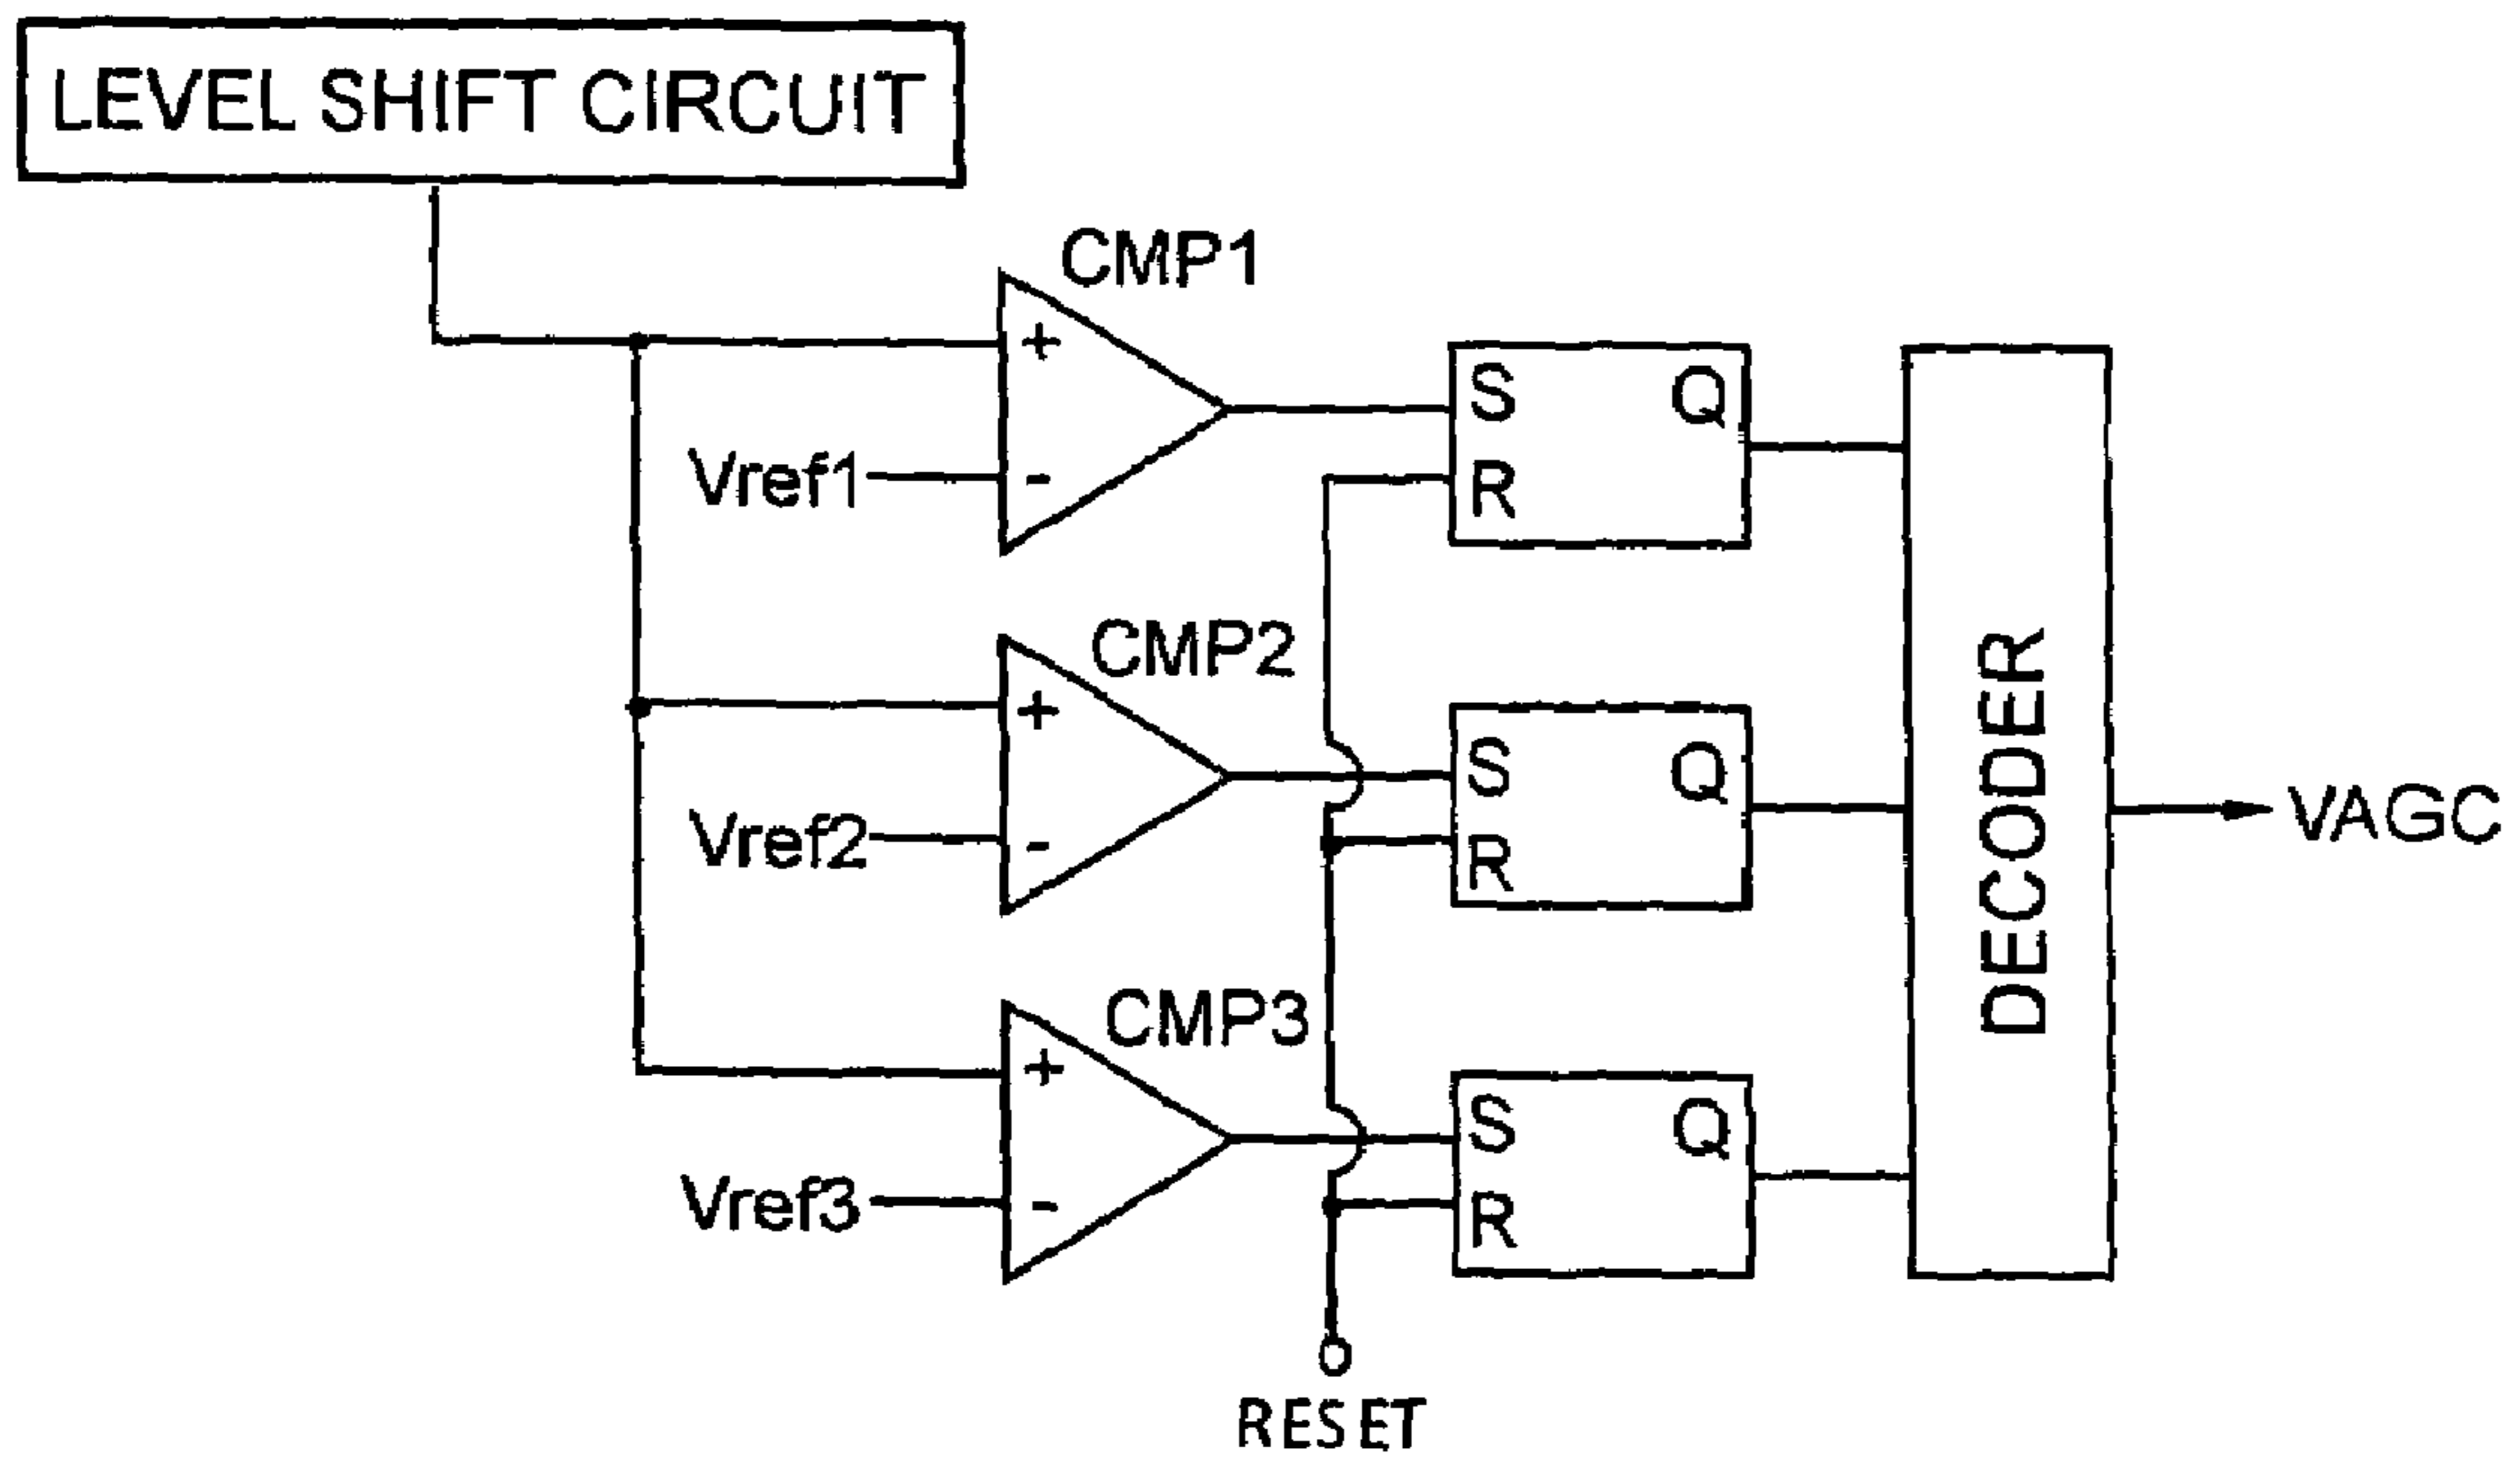 LEVEL SHIFT CIRCUIT
CMP1
+
Vref1
-
S
Q
R
CMP2
+
Vref2
-
S
Q
R
CMP3
+
Vref3
-
S
Q
R
DECODER
VAGC
RESET